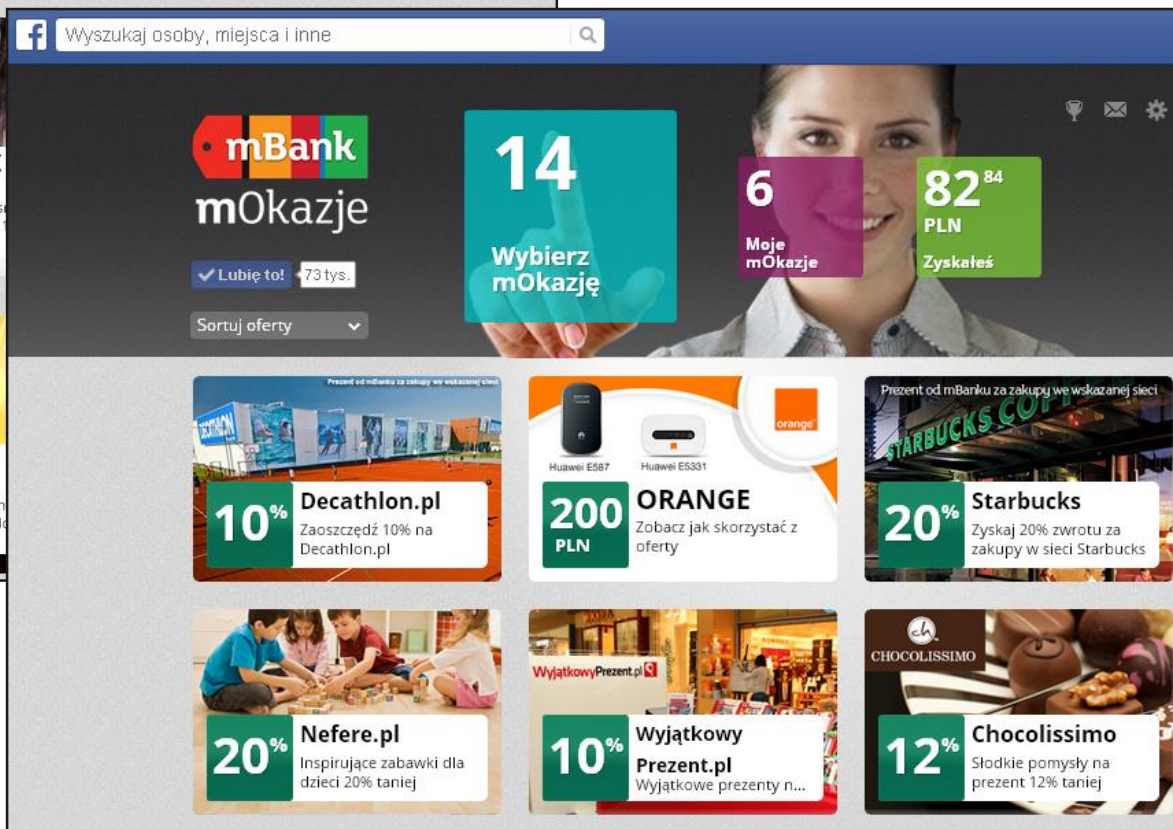 f
Wyszukaj osoby, miejsca i inne
mBank
mOkazje
Lubię to!
73 tys.
Sortuj oferty
14
Wybierz
mOkazję
6
Moje
mOkazje
82 84
PLN
Zyskałeś
Prezent od mBanku za zakupy we wskazanej sieci
DECATHLON
10%
Decathlon.pl
Zaoszczędź 10% na
Decathlon.pl
orange
Huawei E587
Huawei E5331
200
PLN
ORANGE
Zobacz jak skorzystać z
oferty
Prezent od mBanku za zakupy we wskazanej sieci
STARBUCKS COFFEE
20%
Starbucks
Zyskaj 20% zwrotu za
zakupy w sieci Starbucks
20%
Nefere.pl
Inspirujące zabawki dla
dzieci 20% taniej
WyjątkowyPrezent.pl
10%
Wyjątkowy
Prezent.pl
Wyjątkowe prezenty n...
ch
CHOCOLISSIMO
12%
Chocolissimo
Słodkie pomysły na
prezent 12% taniej